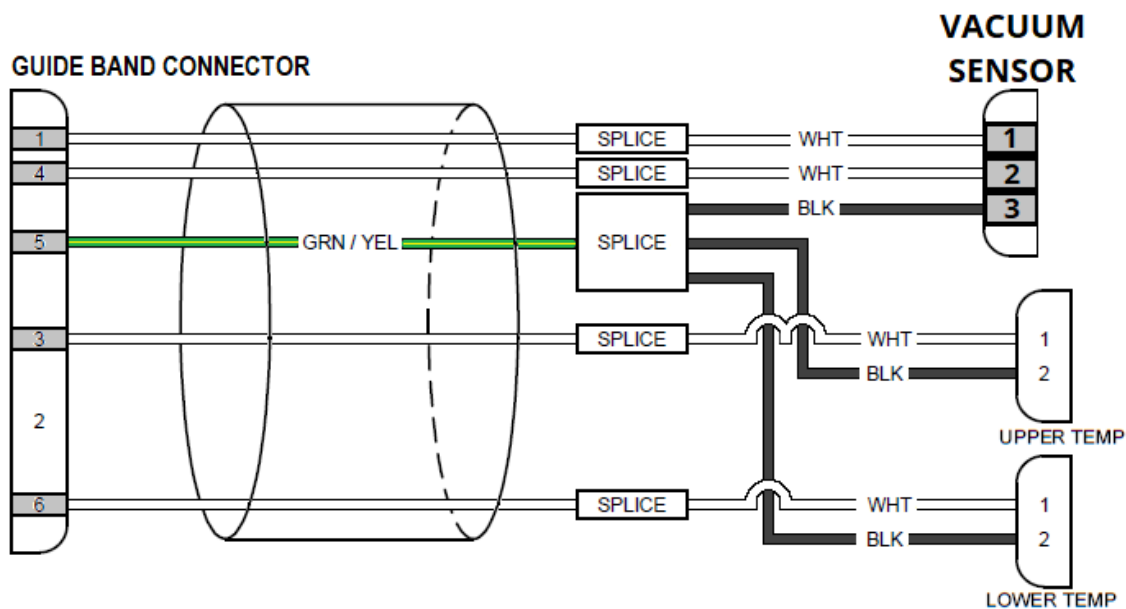 VACUUM
SENSOR
GUIDE BAND CONNECTOR
1 SPLICE WHT 1
4 SPLICE WHT 2
BLK 3
5 GRN / YEL SPLICE
3 SPLICE WHT 1
BLK 2
2
UPPER TEMP
6 SPLICE WHT 1
BLK 2
LOWER TEMP